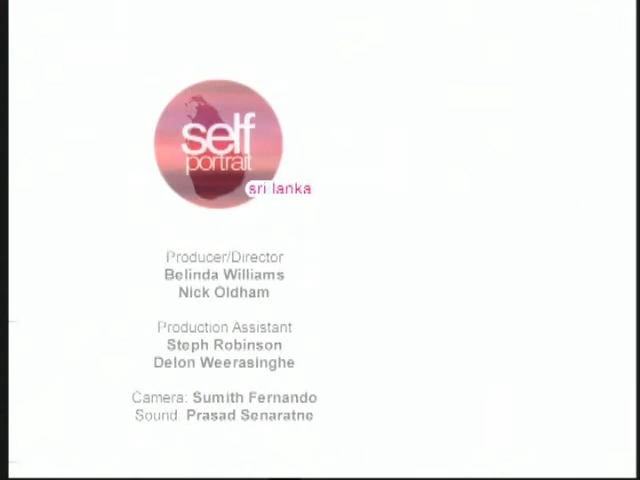 self
portrait
sri lanka
Producer/Director
Belinda Williams
Nick Oldham
Production Assistant
Steph Robinson
Delon Weerasinghe
Camera: Sumith Fernando
Sound: Prasad Senaratne